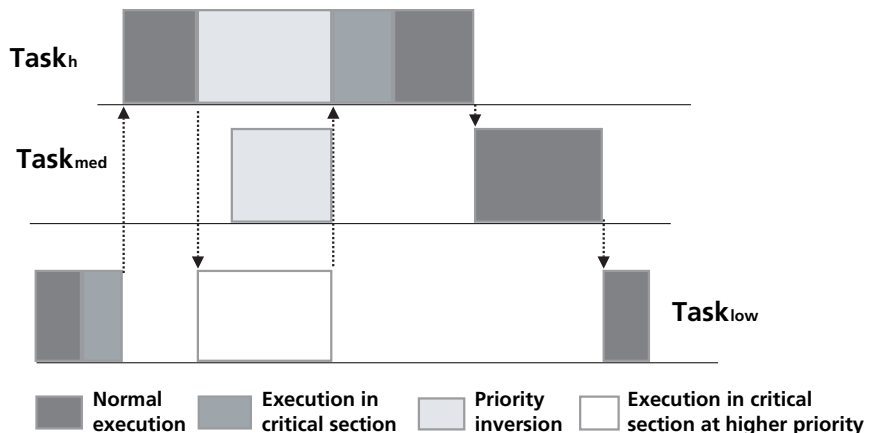 Taskh
Taskmed
Tasklow
Normal
execution
Execution in
critical section
Priority
inversion
Execution in critical
section at higher priority